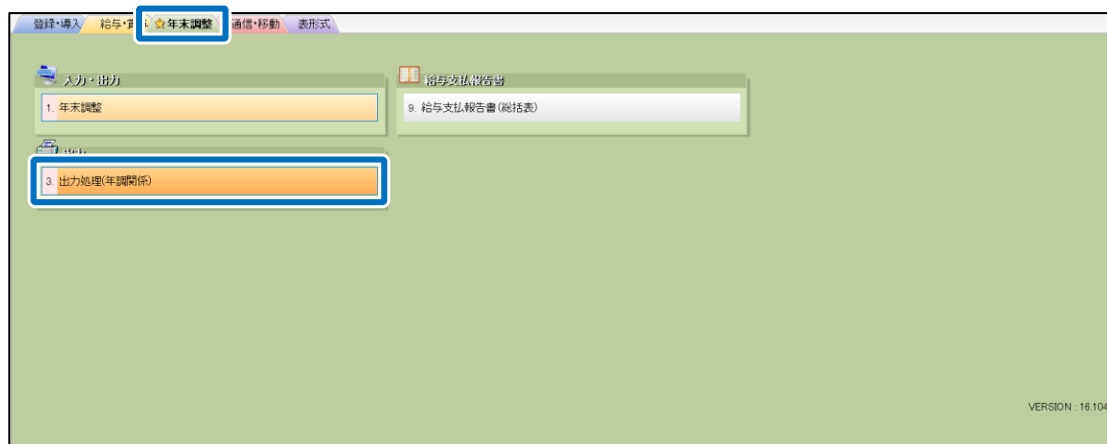 登録・導入 給与・賞 ☆年末調整 通信・移動 表形式
入力・出力
1. 年末調整
給与支払報告書
9. 給与支払報告書(総括表)
3. 出力処理(年調関係)
VERSION : 16.104